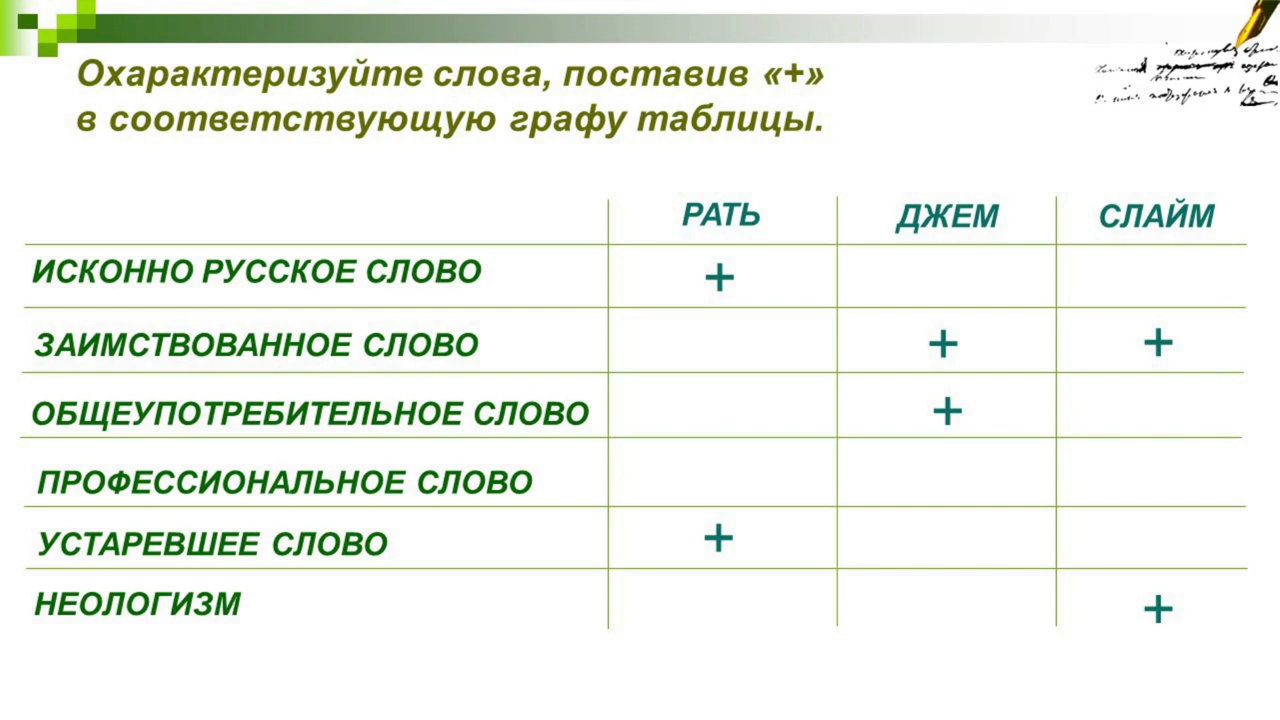 Охарактеризуйте слова, поставив «+»
в соответствующую графу таблицы.
РАТЬ ДЖЕМ СЛАЙМ
ИСКОННО РУССКОЕ СЛОВО +
ЗАИМСТВОВАННОЕ СЛОВО + +
ОБЩЕУПОТРЕБИТЕЛЬНОЕ СЛОВО +
ПРОФЕССИОНАЛЬНОЕ СЛОВО
УСТАРЕВШЕЕ СЛОВО +
НЕОЛОГИЗМ +